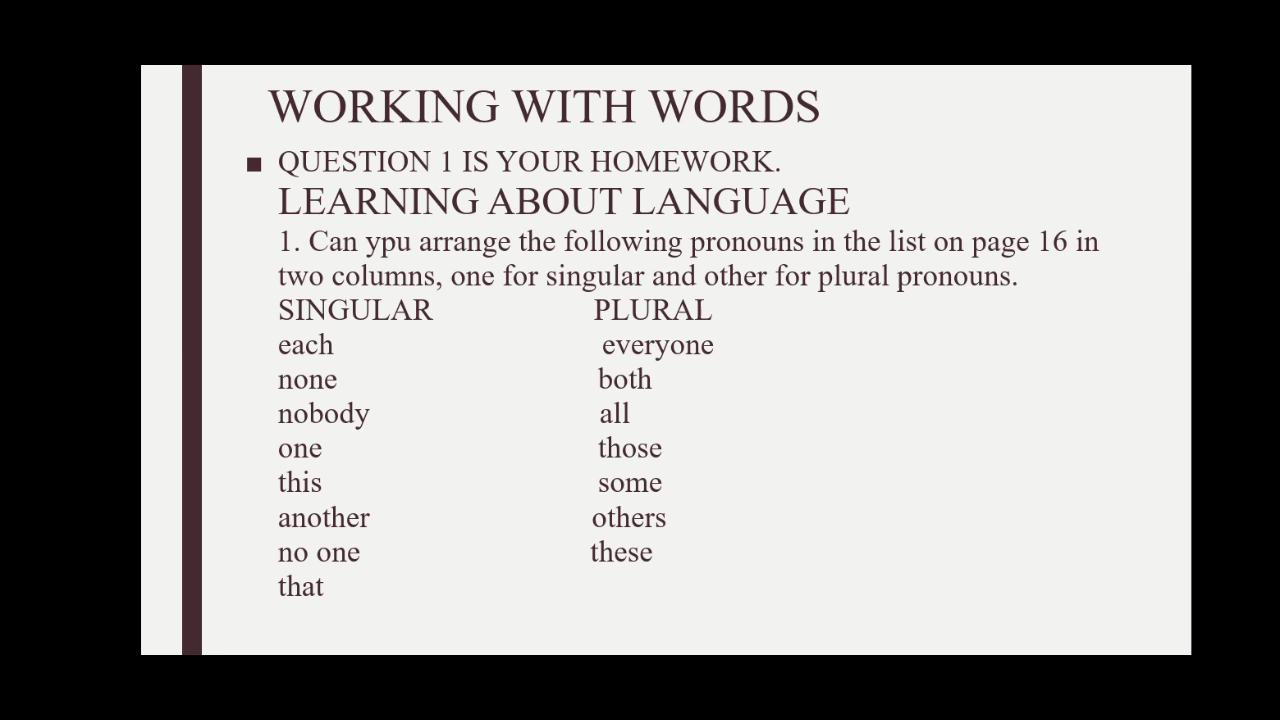 WORKING WITH WORDS
■ QUESTION 1 IS YOUR HOMEWORK.
LEARNING ABOUT LANGUAGE
1. Can ypu arrange the following pronouns in the list on page 16 in
two columns, one for singular and other for plural pronouns.
SINGULAR PLURAL
each everyone
none both
nobody all
one those
this some
another others
no one these
that